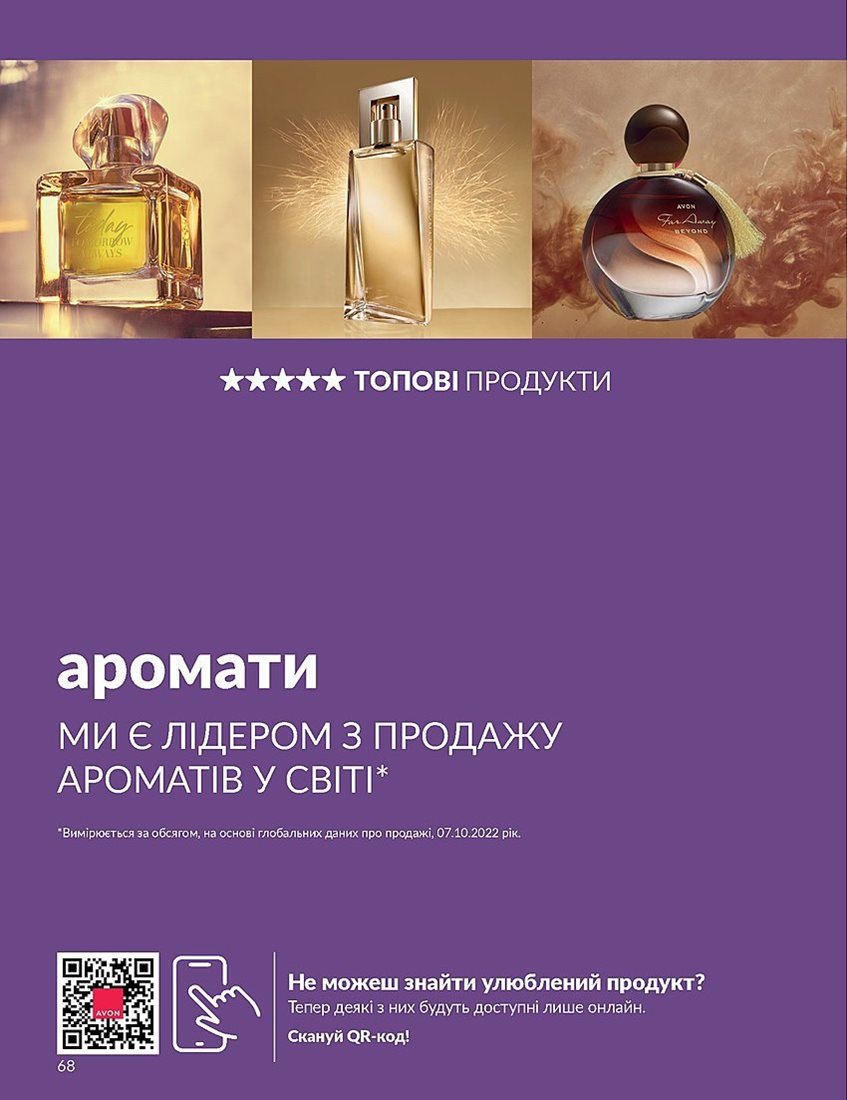 today
TOMORROW
ALWAYS
AVON
Far Away
BEYOND
★★★★★ ТОПОВІ ПРОДУКТИ
аромати
МИ Є ЛІДЕРОМ З ПРОДАЖУ
АРОМАТІВ У СВІТІ*
*Вимірюється за обсягом, на основі глобальних даних про продажі, 07.10.2022 рік.
AVON
Не можеш знайти улюблений продукт?
Тепер деякі з них будуть доступні лише онлайн.
Скануй QR-код!
68